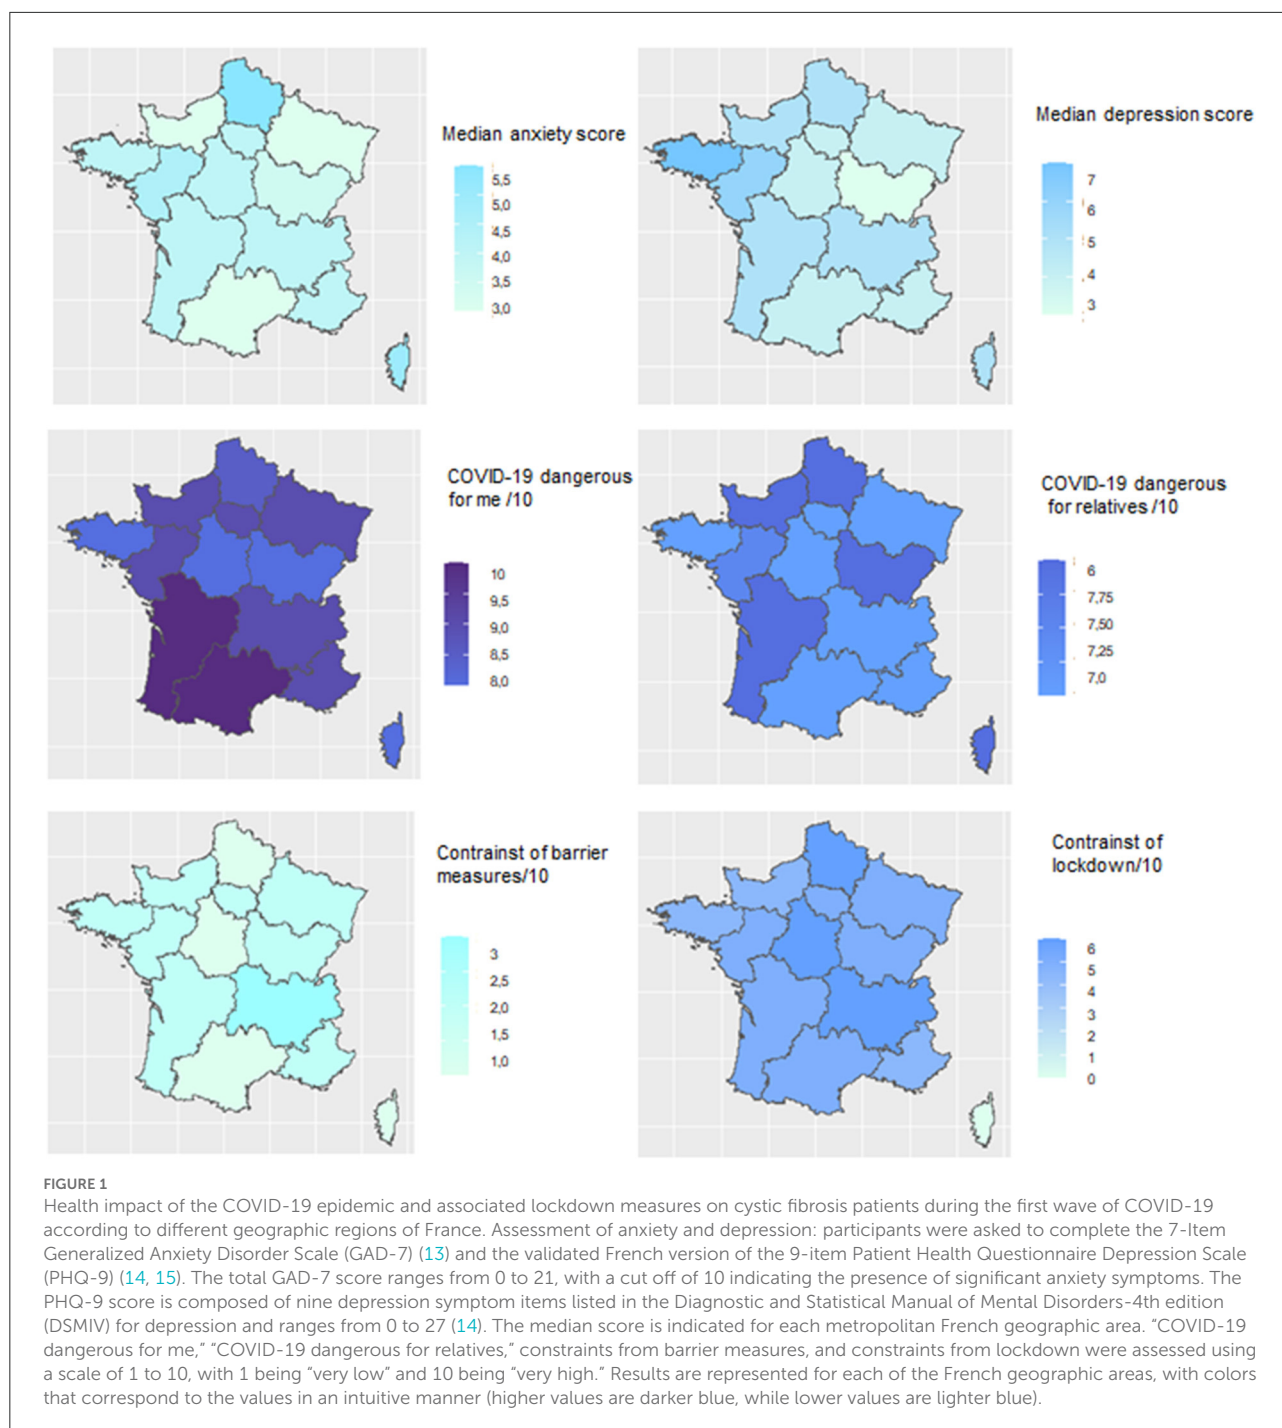 Median anxiety score
5,5
5,0
4,5
4,0
3,5
3,0
Median depression score
7
6
5
4
3
COVID-19 dangerous
for me /10
10
9,5
9,0
8,5
8,0
COVID-19 dangerous
for relatives /10
6
7,75
7,50
7,25
7,0
Contrainst of barrier
measures/10
3
2,5
2,0
1,5
1,0
Contrainst of
lockdown/10
6
5
4
3
2
1
0
FIGURE 1
Health impact of the COVID-19 epidemic and associated lockdown measures on cystic fibrosis patients during the first wave of COVID-19
according to different geographic regions of France. Assessment of anxiety and depression: participants were asked to complete the 7-Item
Generalized Anxiety Disorder Scale (GAD-7) (13) and the validated French version of the 9-item Patient Health Questionnaire Depression Scale
(PHQ-9) (14, 15). The total GAD-7 score ranges from 0 to 21, with a cut off of 10 indicating the presence of significant anxiety symptoms. The
PHQ-9 score is composed of nine depression symptom items listed in the Diagnostic and Statistical Manual of Mental Disorders-4th edition
(DSMIV) for depression and ranges from 0 to 27 (14). The median score is indicated for each metropolitan French geographic area. “COVID-19
dangerous for me,” “COVID-19 dangerous for relatives,” constraints from barrier measures, and constraints from lockdown were assessed using
a scale of 1 to 10, with 1 being “very low” and 10 being “very high.” Results are represented for each of the French geographic areas, with colors
that correspond to the values in an intuitive manner (higher values are darker blue, while lower values are lighter blue).